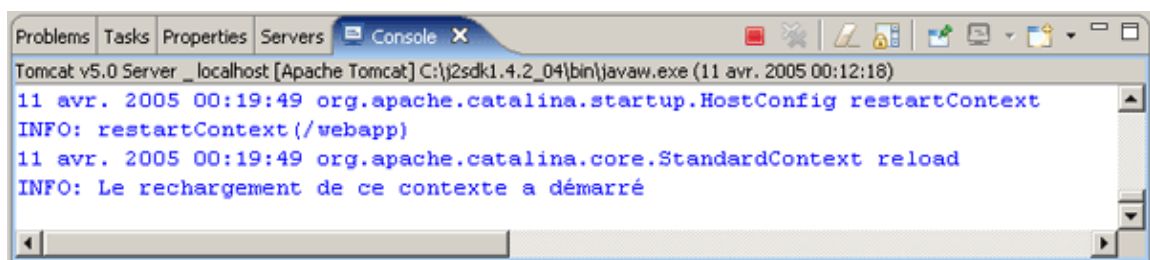 Problems Tasks Properties Servers Console
Tomcat v5.0 Server _ localhost [Apache Tomcat] C:\j2sdk1.4.2_04\bin\javaw.exe (11 avr. 2005 00:12:18)
11 avr. 2005 00:19:49 org.apache.catalina.startup.HostConfig restartContext
INFO: restartContext(/webapp)
11 avr. 2005 00:19:49 org.apache.catalina.core.StandardContext reload
INFO: Le rechargement de ce contexte a démarré